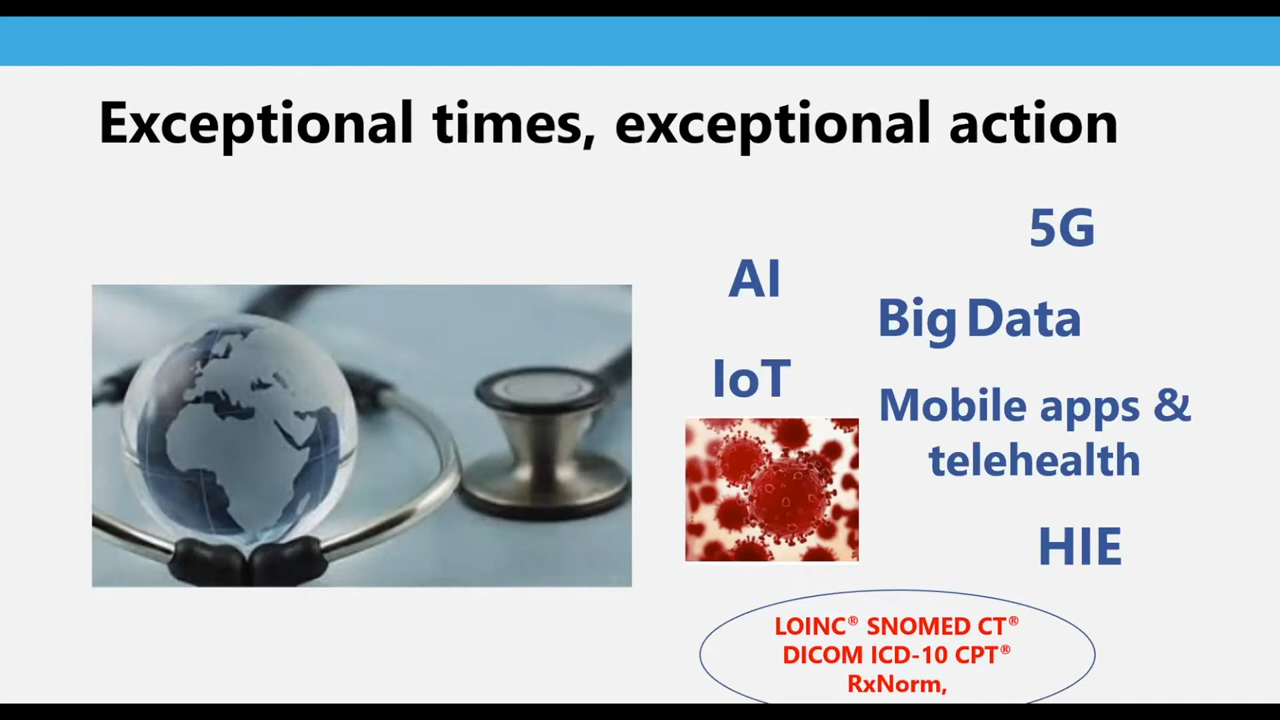 Exceptional times, exceptional action
5G
AI
Big Data
IoT
Mobile apps &
telehealth
HIE
LOINC® SNOMED CT®
DICOM ICD-10 CPT®
RxNorm,